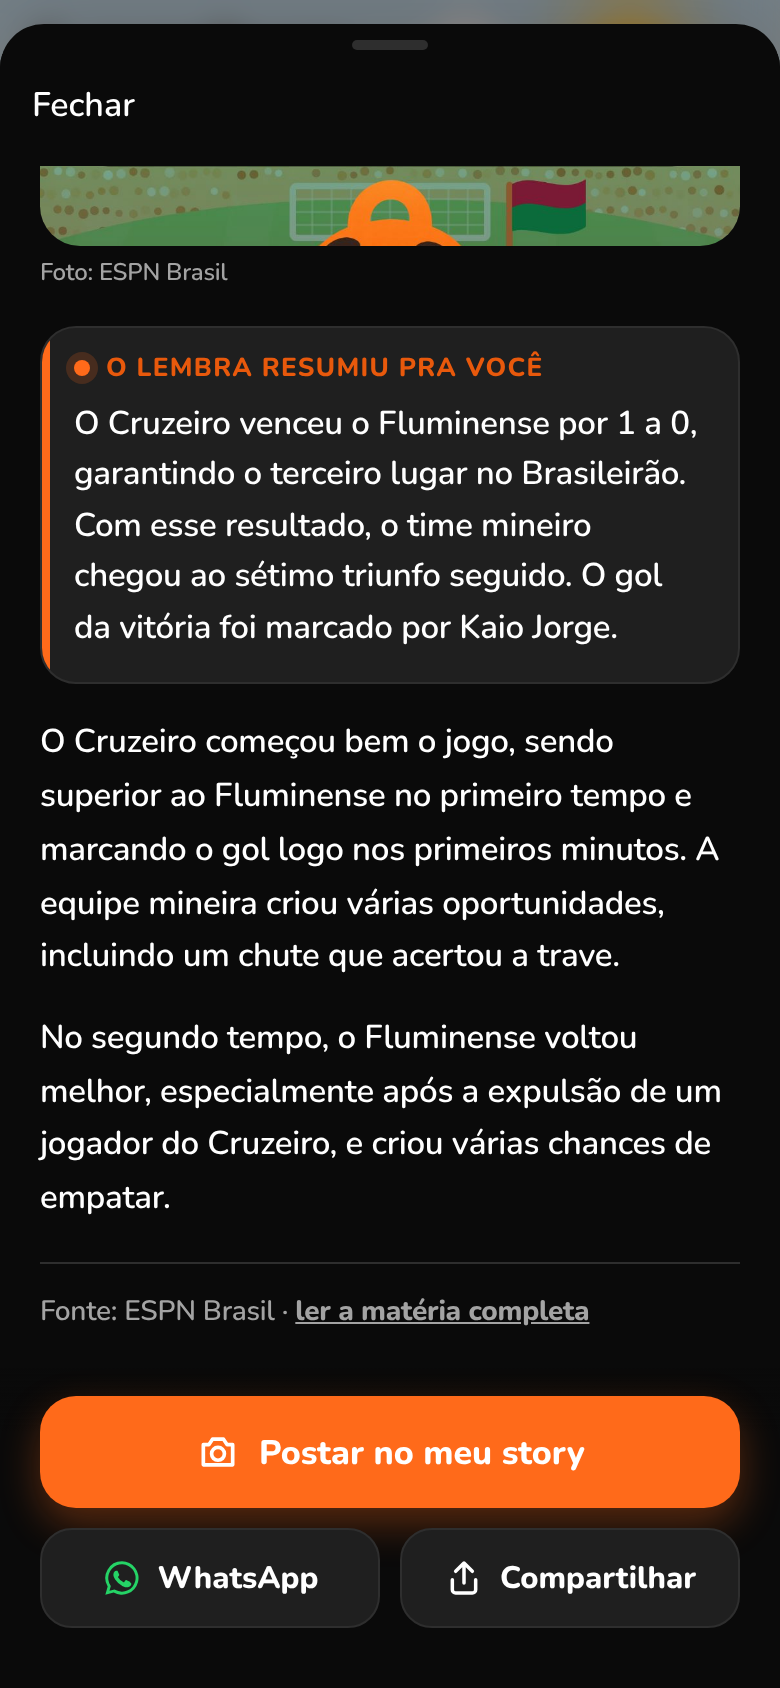 Fechar
Foto: ESPN Brasil
O LEMBRA RESUMIU PRA VOCÊ
O Cruzeiro venceu o Fluminense por 1 a 0,
garantindo o terceiro lugar no Brasileirão.
Com esse resultado, o time mineiro
chegou ao sétimo triunfo seguido. O gol
da vitória foi marcado por Kaio Jorge.
O Cruzeiro começou bem o jogo, sendo
superior ao Fluminense no primeiro tempo e
marcando o gol logo nos primeiros minutos. A
equipe mineira criou várias oportunidades,
incluindo um chute que acertou a trave.
No segundo tempo, o Fluminense voltou
melhor, especialmente após a expulsão de um
jogador do Cruzeiro, e criou várias chances de
empatar.
Fonte: ESPN Brasil · ler a matéria completa
Postar no meu story
WhatsApp
Compartilhar